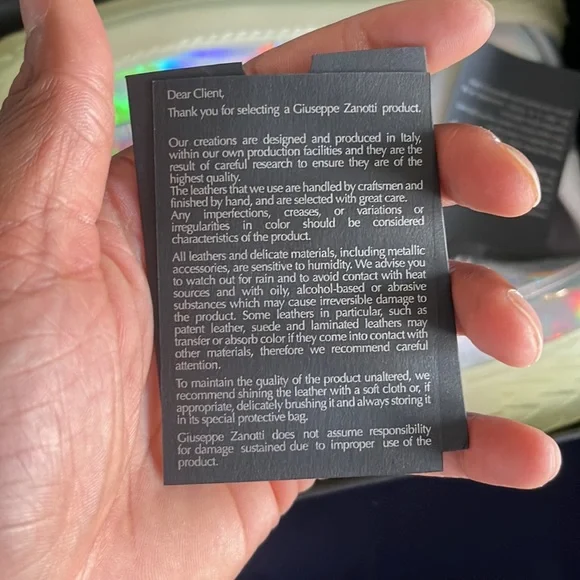 Dear Client,
Thank you for selecting a Giuseppe Zanotti product.
Our creations are designed and produced in Italy,
within our own production facilities and they are the
result of careful research to ensure they are of the
highest quality.
The leathers that we use are handled by craftsmen and
finished by hand, and are selected with great care.
Any imperfections, creases, or variations or
irregularities in color should be considered
characteristics of the product.
All leathers and delicate materials, including metallic
accessories, are sensitive to humidity. We advise you
to watch out for rain and to avoid contact with heat
sources and with oily, alcohol-based or abrasive
substances which may cause irreversible damage to
the product. Some leathers in particular, such as
patent leather, suede and laminated leathers may
transfer or absorb color if they come into contact with
other materials, therefore we recommend careful
attention.
To maintain the quality of the product unaltered, we
recommend shining the leather with a soft cloth or, if
appropriate, delicately brushing it and always storing it
in its special protective bag.
Giuseppe Zanotti does not assume responsibility
for damage sustained due to improper use of the
product.